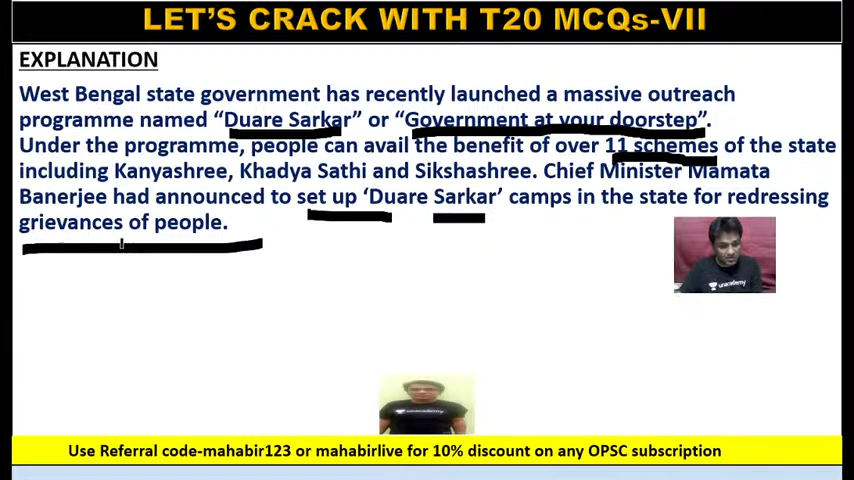 LET'S CRACK WITH T20 MCQs-VII
EXPLANATION
West Bengal state government has recently launched a massive outreach
programme named “Duare Sarkar” or “Government at your doorstep”.
Under the programme, people can avail the benefit of over 11 schemes of the state
including Kanyashree, Khadya Sathi and Sikshashree. Chief Minister Mamata
Banerjee had announced to set up ‘Duare Sarkar’ camps in the state for redressing
grievances of people.
unacademy
unacademy
Use Referral code-mahabir123 or mahabirlive for 10% discount on any OPSC subscription